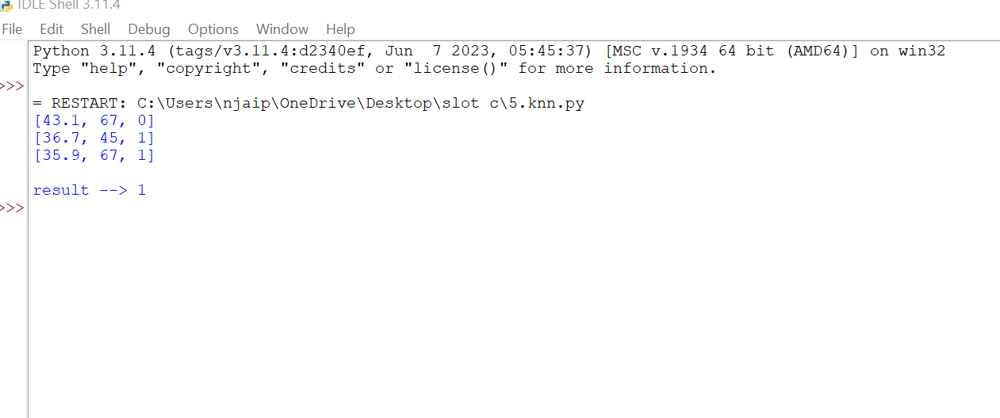 IDLE Shell 3.11.4
File Edit Shell Debug Options Window Help
Python 3.11.4 (tags/v3.11.4:d2340ef, Jun  7 2023, 05:45:37) [MSC v.1934 64 bit (AMD64)] on win32
Type "help", "copyright", "credits" or "license()" for more information.
>>>
= RESTART: C:\Users\njaip\OneDrive\Desktop\slot c\5.knn.py
[43.1, 67, 0]
[36.7, 45, 1]
[35.9, 67, 1]
result --> 1
>>>